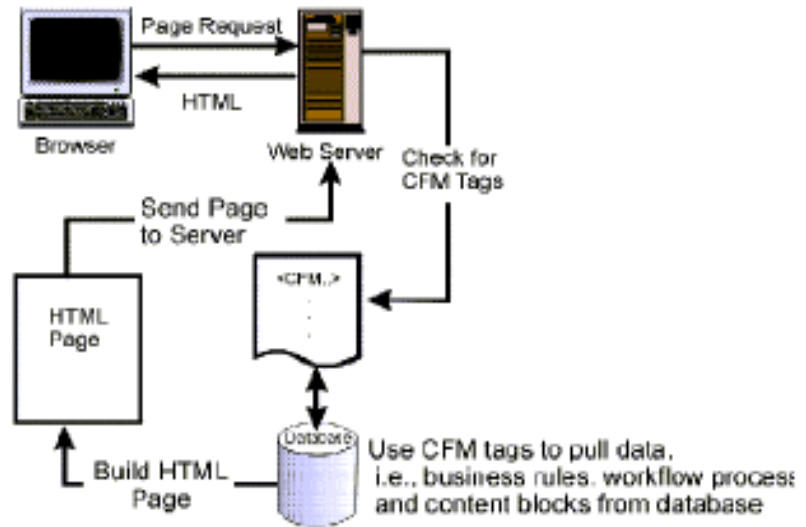 Page Request
HTML
Browser
Web Server
Check for
CFM Tags
Send Page
to Server
<CFM..>
.
.
.
HTML
Page
Database
Use CFM tags to pull data,
i.e., business rules, workflow process
and content blocks from database
Build HTML
Page